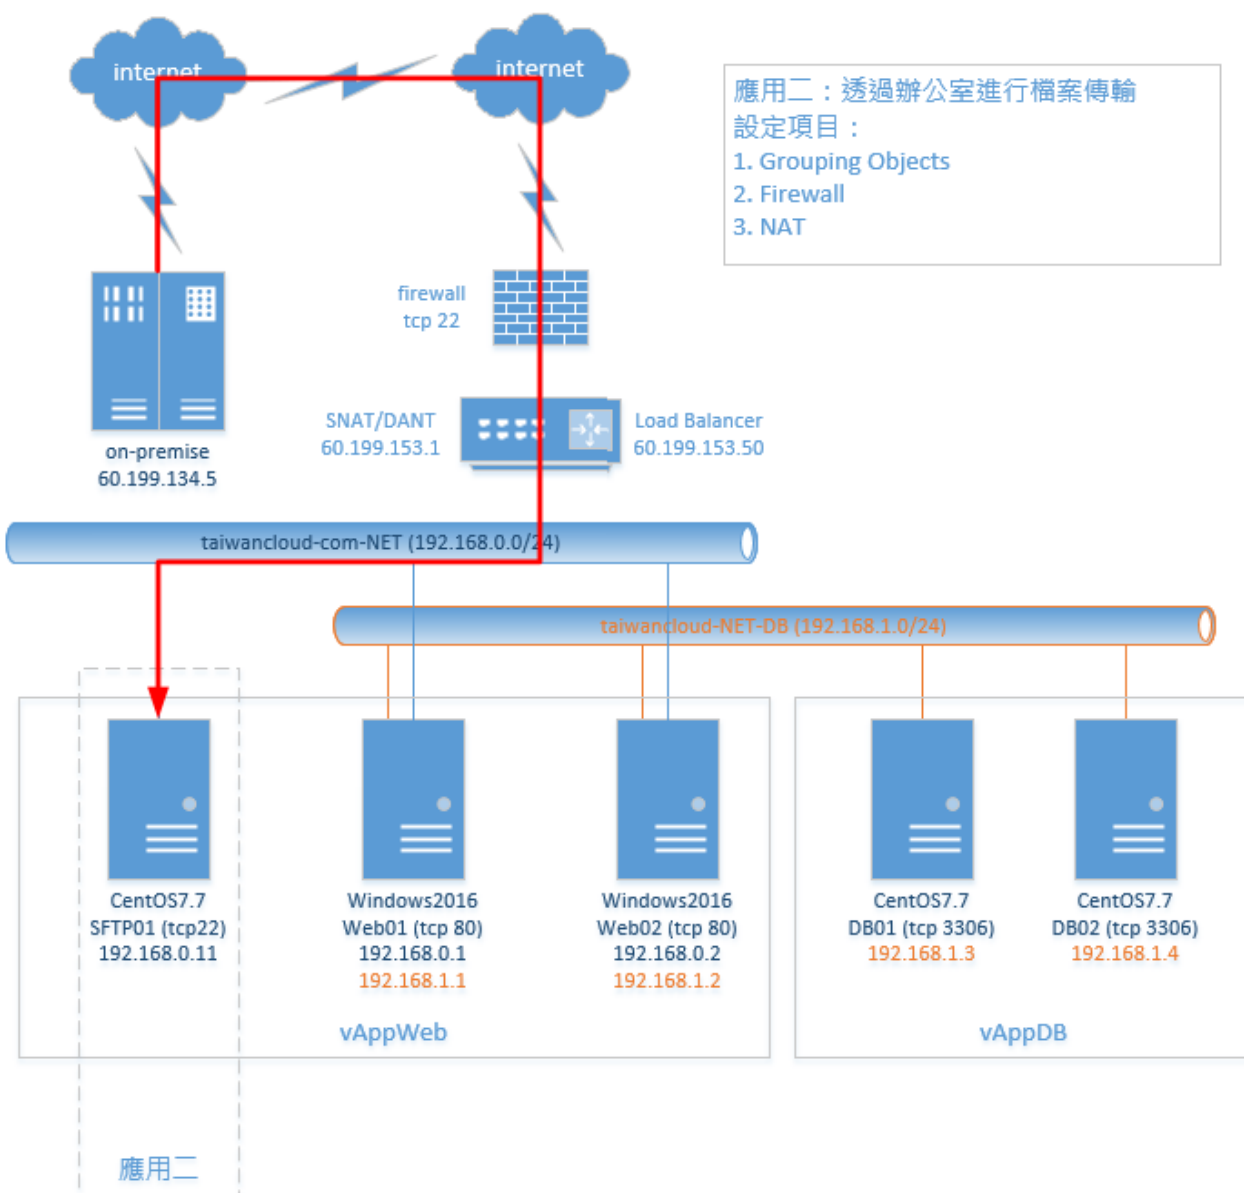 internet
internet
應用二：透過辦公室進行檔案傳輸
設定項目：
1. Grouping Objects
2. Firewall
3. NAT
firewall
tcp 22
SNAT/DANT
60.199.153.1
Load Balancer
60.199.153.50
on-premise
60.199.134.5
taiwancloud-com-NET (192.168.0.0/24)
taiwancloud-NET-DB (192.168.1.0/24)
CentOS7.7
SFTP01 (tcp22)
192.168.0.11
Windows2016
Web01 (tcp 80)
192.168.0.1
192.168.1.1
Windows2016
Web02 (tcp 80)
192.168.0.2
192.168.1.2
CentOS7.7
DB01 (tcp 3306)
192.168.1.3
CentOS7.7
DB02 (tcp 3306)
192.168.1.4
vAppWeb
vAppDB
應用二